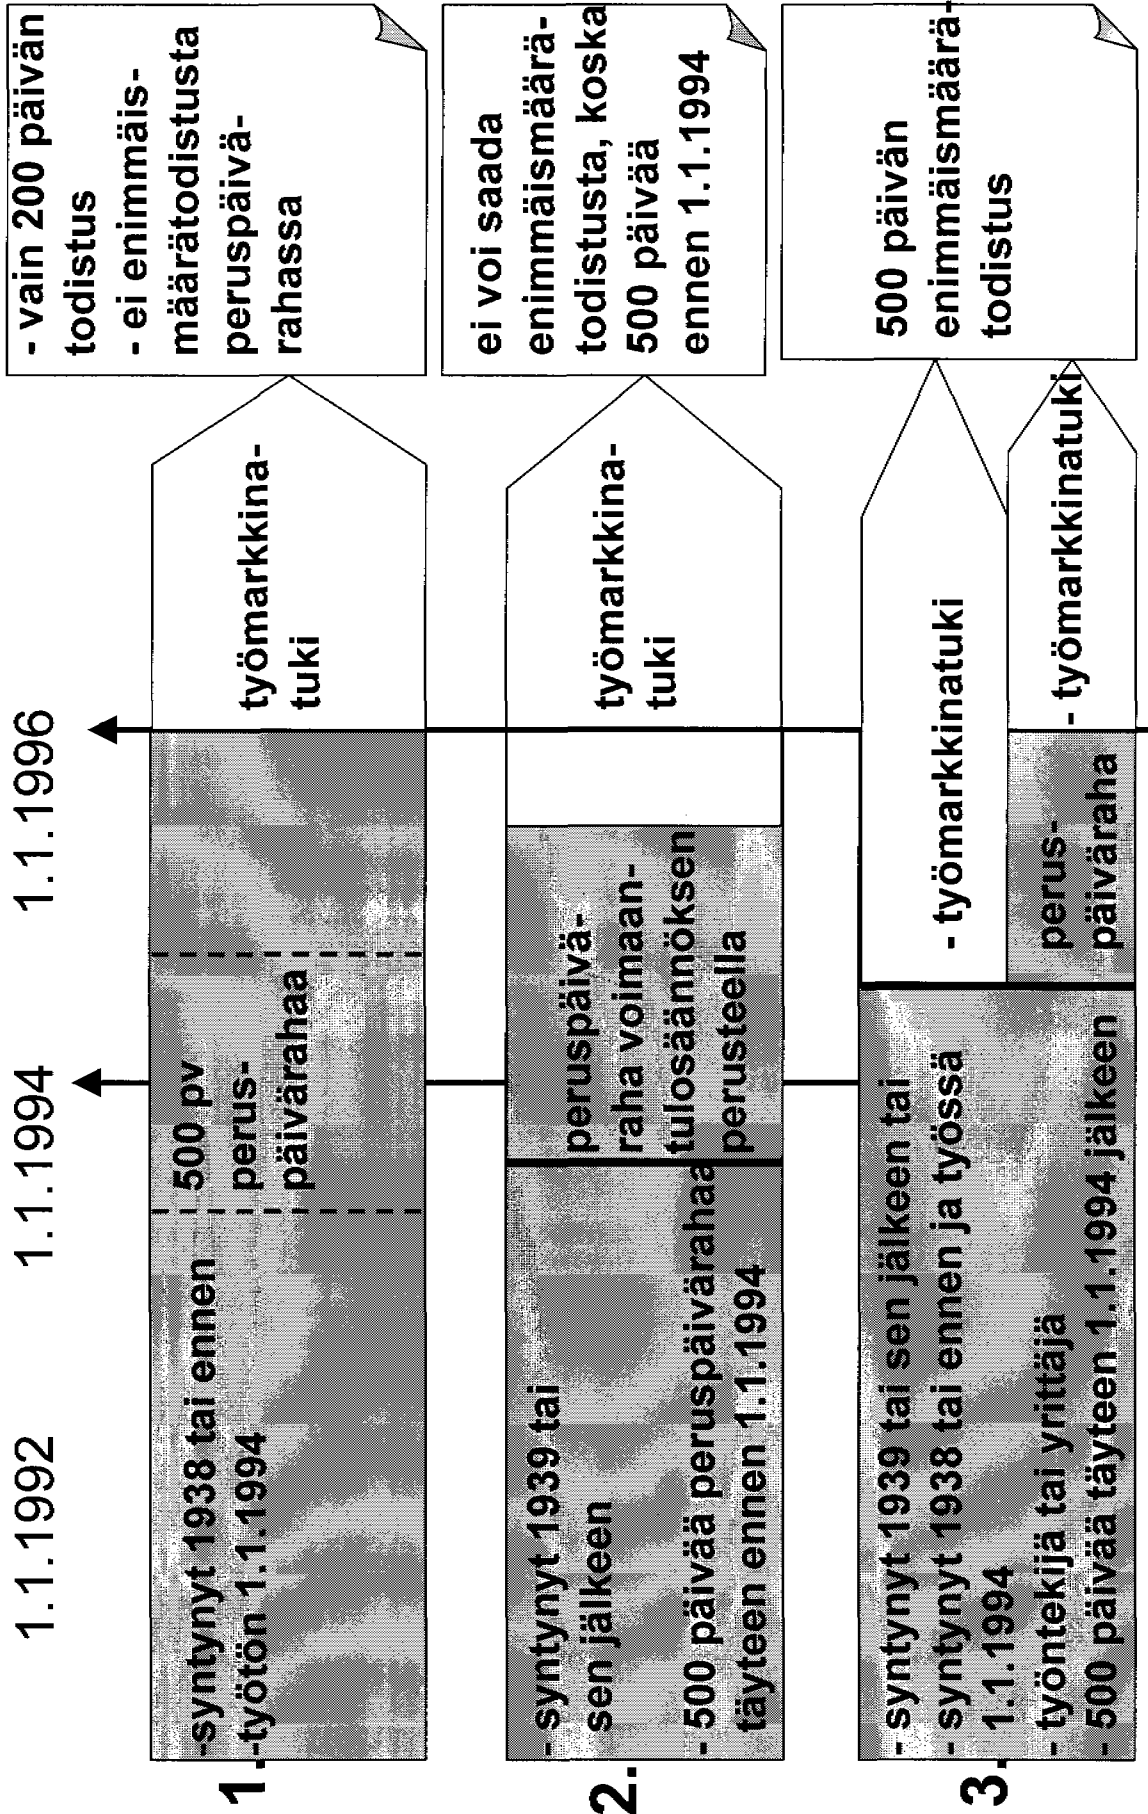 1.1.1992
1.1.1994
1.1.1996
1.
-syntynyt 1938 tai ennen
-työtön 1.1.1994
500 pv
perus-
päivärahaa
työmarkkina-
tuki
- vain 200 päivän
todistus
- ei enimmäis-
määrätodistusta
peruspäivä-
rahassa
2.
- syntynyt 1939 tai
sen jälkeen
- 500 päivää peruspäivärahaa
täyteen ennen 1.1.1994
peruspäivä-
raha voimaan-
tulosäännöksen
perusteella
työmarkkina-
tuki
ei voi saada
enimmäismäärä-
todistusta, koska
500 päivää
ennen 1.1.1994
3.
- syntynyt 1939 tai sen jälkeen tai
- syntynyt 1938 tai ennen ja työssä
1.1.1994
- työntekijä tai yrittäjä
- 500 päivää täyteen 1.1.1994 jälkeen
- työmarkkinatuki
perus-
päiväraha
- työmarkkinatuki
500 päivän
enimmäismäärä-
todistus